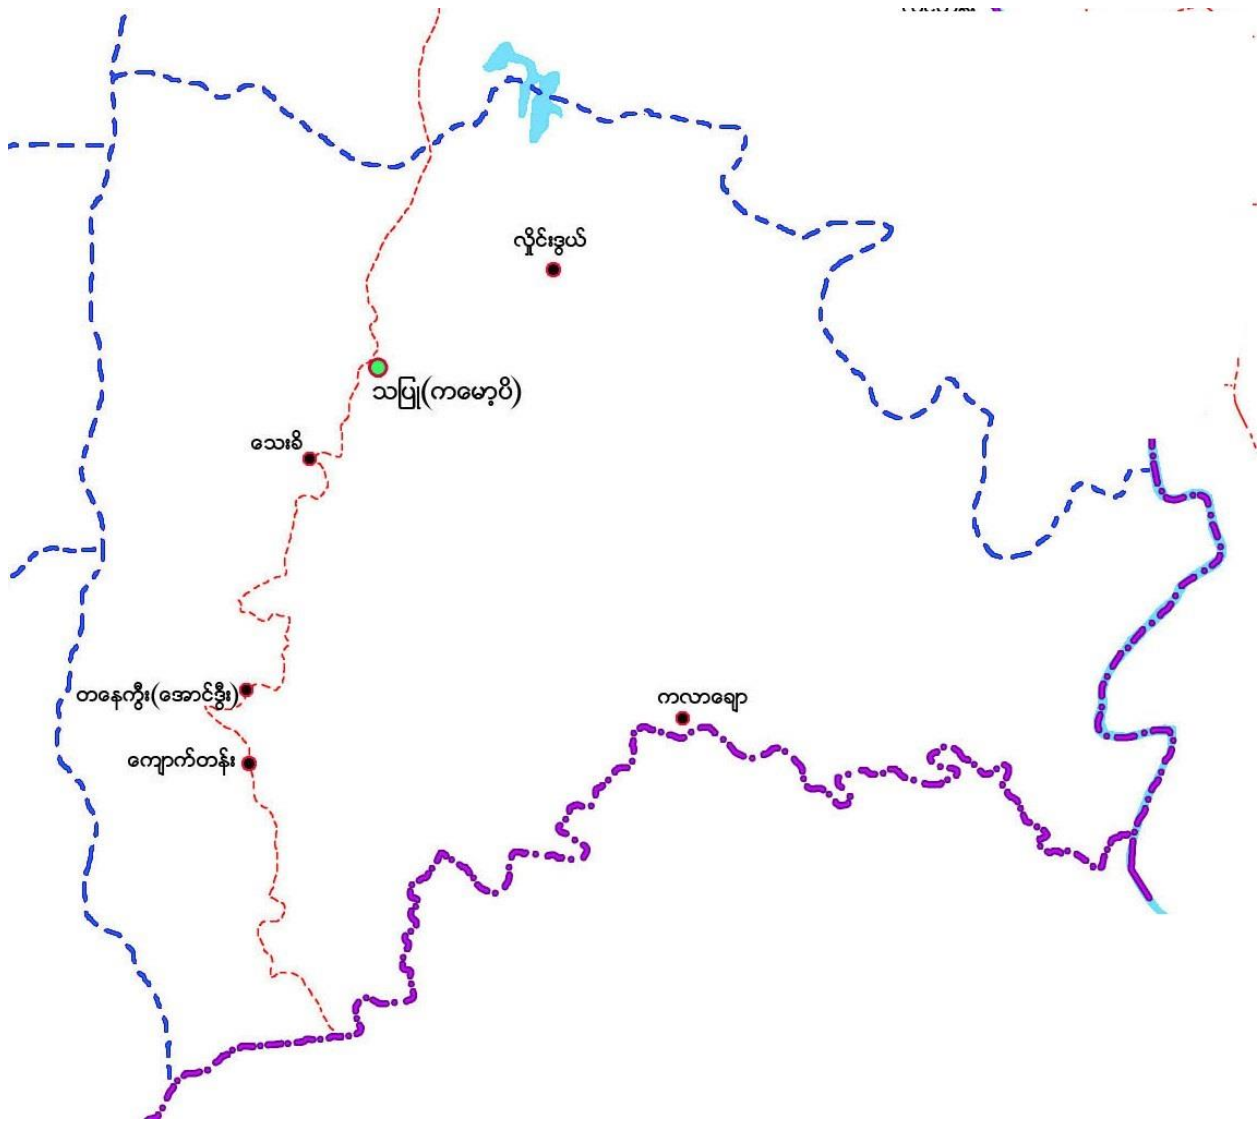 လှိုင်းဒွယ်
သပြု(ကမော့ပိ)
သေးခိ
တနေကွီး(အောင်ဒွီး)
ကလာချော
ကျောက်တန်း